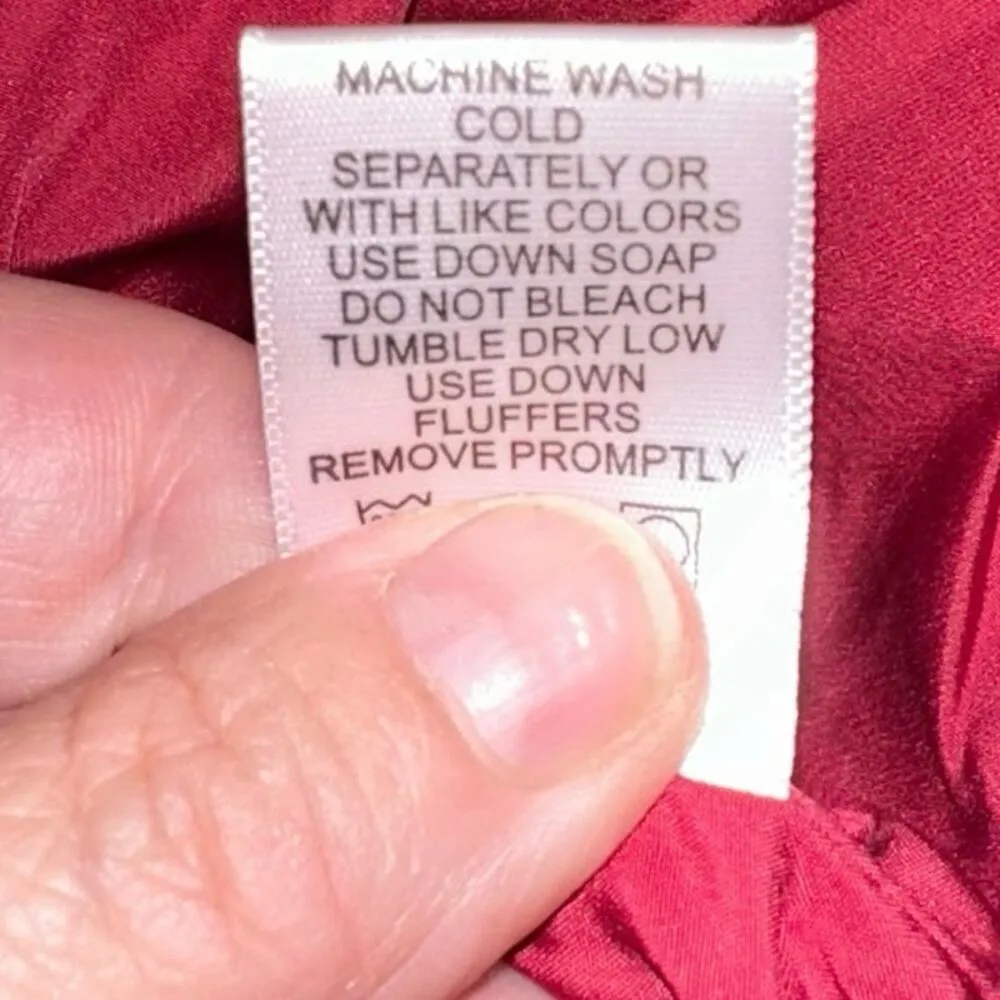 MACHINE WASH
COLD
SEPARATELY OR
WITH LIKE COLORS
USE DOWN SOAP
DO NOT BLEACH
TUMBLE DRY LOW
USE DOWN
FLUFFERS
REMOVE PROMPTLY